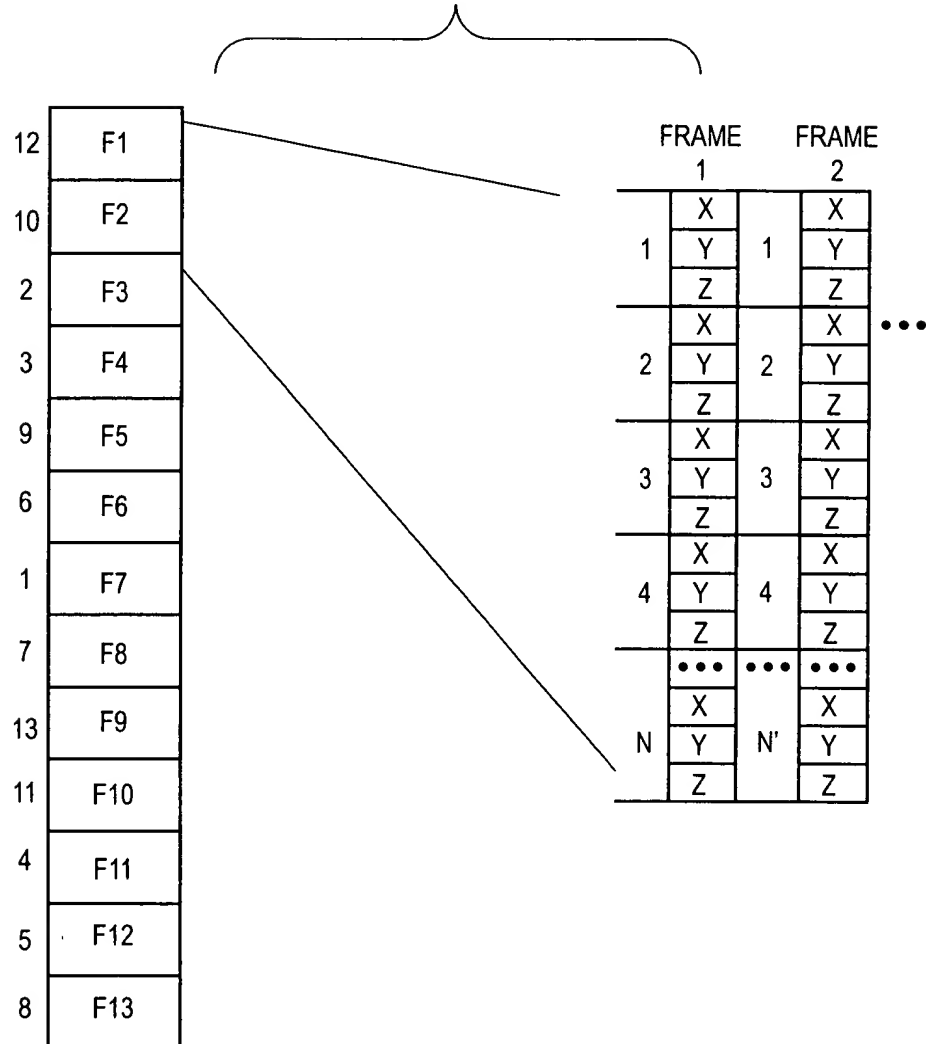 12 F1
10 F2
2 F3
3 F4
9 F5
6 F6
1 F7
7 F8
13 F9
11 F10
4 F11
5 F12
8 F13
FRAME FRAME
1 2
X X
1 Y 1 Y
Z Z
X X •••
2 Y 2 Y
Z Z
X X
3 Y 3 Y
Z Z
X X
4 Y 4 Y
Z Z
••• ••• •••
X X
N Y N' Y
Z Z